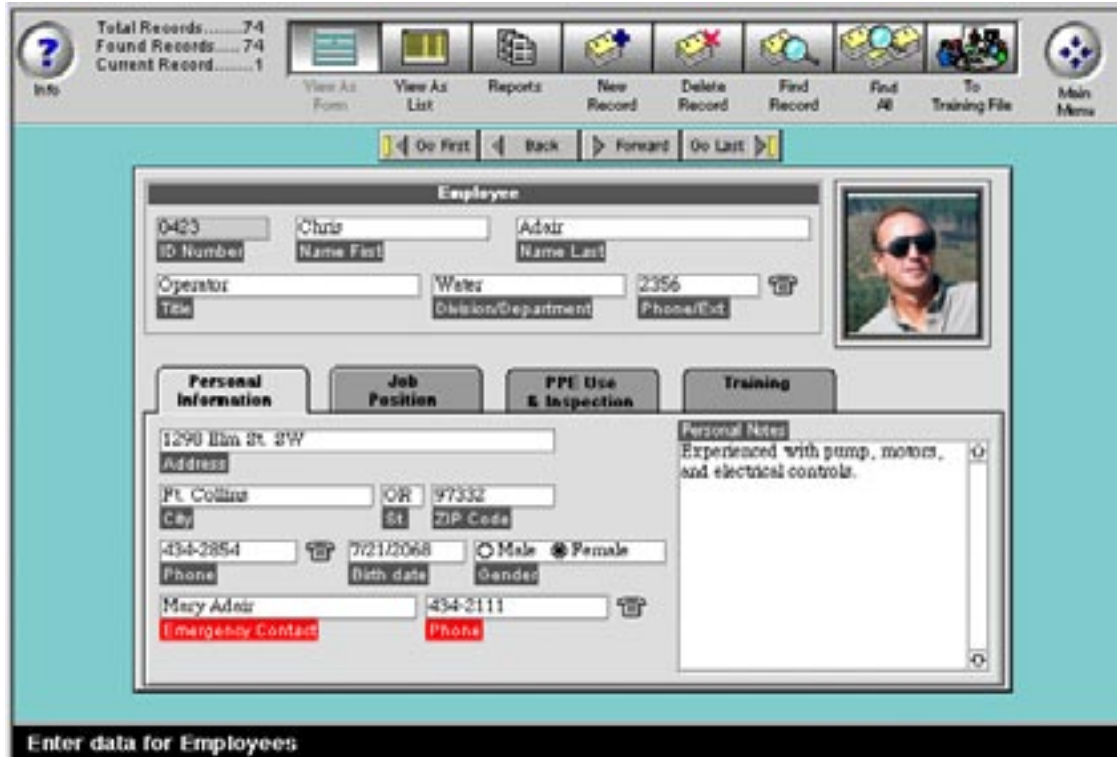 Total Records........74
Found Records.....74
Current Record.........1
Info
View As Form
View As List
Reports
New Record
Delete Record
Find Record
Find All
To Training File
Main Menu
Go First
Back
Forward
Go Last
Employee
0423
Chris
Adair
ID Number
Name First
Name Last
Operator
Water
2356
Title
Division/Department
Phone/Ext
Personal Information
Job Position
PPE Use & Inspection
Training
1298 Elm St. SW
Address
Ft. Collins
OR
97332
City
St
ZIP Code
434-2854
7/21/2068
Male
Female
Phone
Birth date
Gender
Mary Adair
434-2111
Emergency Contact
Phone
Personal Notes
Experienced with pump, motors,
and electrical controls.
Enter data for Employees